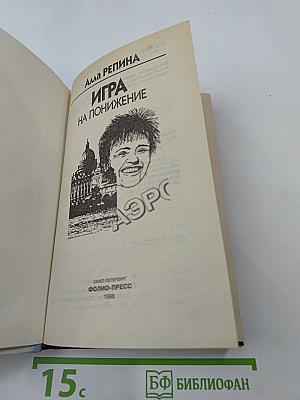 Алла РЕПИНА
ИГРА
НА ПОНИЖЕНИЕ
АЭРО
САНКТ-ПЕТЕРБУРГ
ФОЛИО-ПРЕСС
1998
15с
БФ БИБЛИОФАН